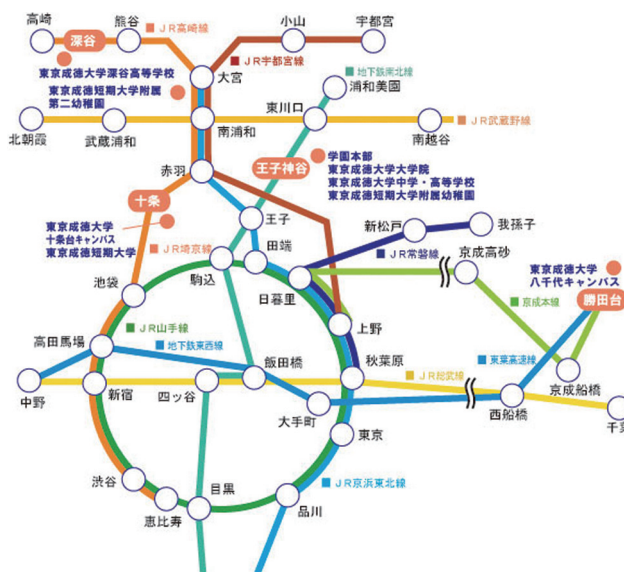 高崎
深谷
熊谷
■JR高崎線
小山
宇都宮
東京成徳大学深谷高等学校
東京成徳短期大学附属
第二幼稚園
大宮
■JR宇都宮線
■地下鉄南北線
浦和美園
東川口
北朝霞
武蔵浦和
南浦和
南越谷
■JR武蔵野線
赤羽
王子神谷
学園本部
東京成徳大学大学院
東京成徳大学中学・高等学校
東京成徳短期大学附属幼稚園
十条
東京成徳大学
十条台キャンパス
東京成徳短期大学
■JR埼京線
王子
田端
新松戸
我孫子
■JR常磐線
京成高砂
東京成徳大学
八千代キャンパス
勝田台
池袋
駒込
日暮里
■京成本線
上野
高田馬場
■JR山手線
■地下鉄東西線
飯田橋
秋葉原
■東葉高速線
■JR総武線
京成船橋
中野
新宿
四ッ谷
大手町
西船橋
千葉
東京
渋谷
目黒
■JR京浜東北線
恵比寿
品川